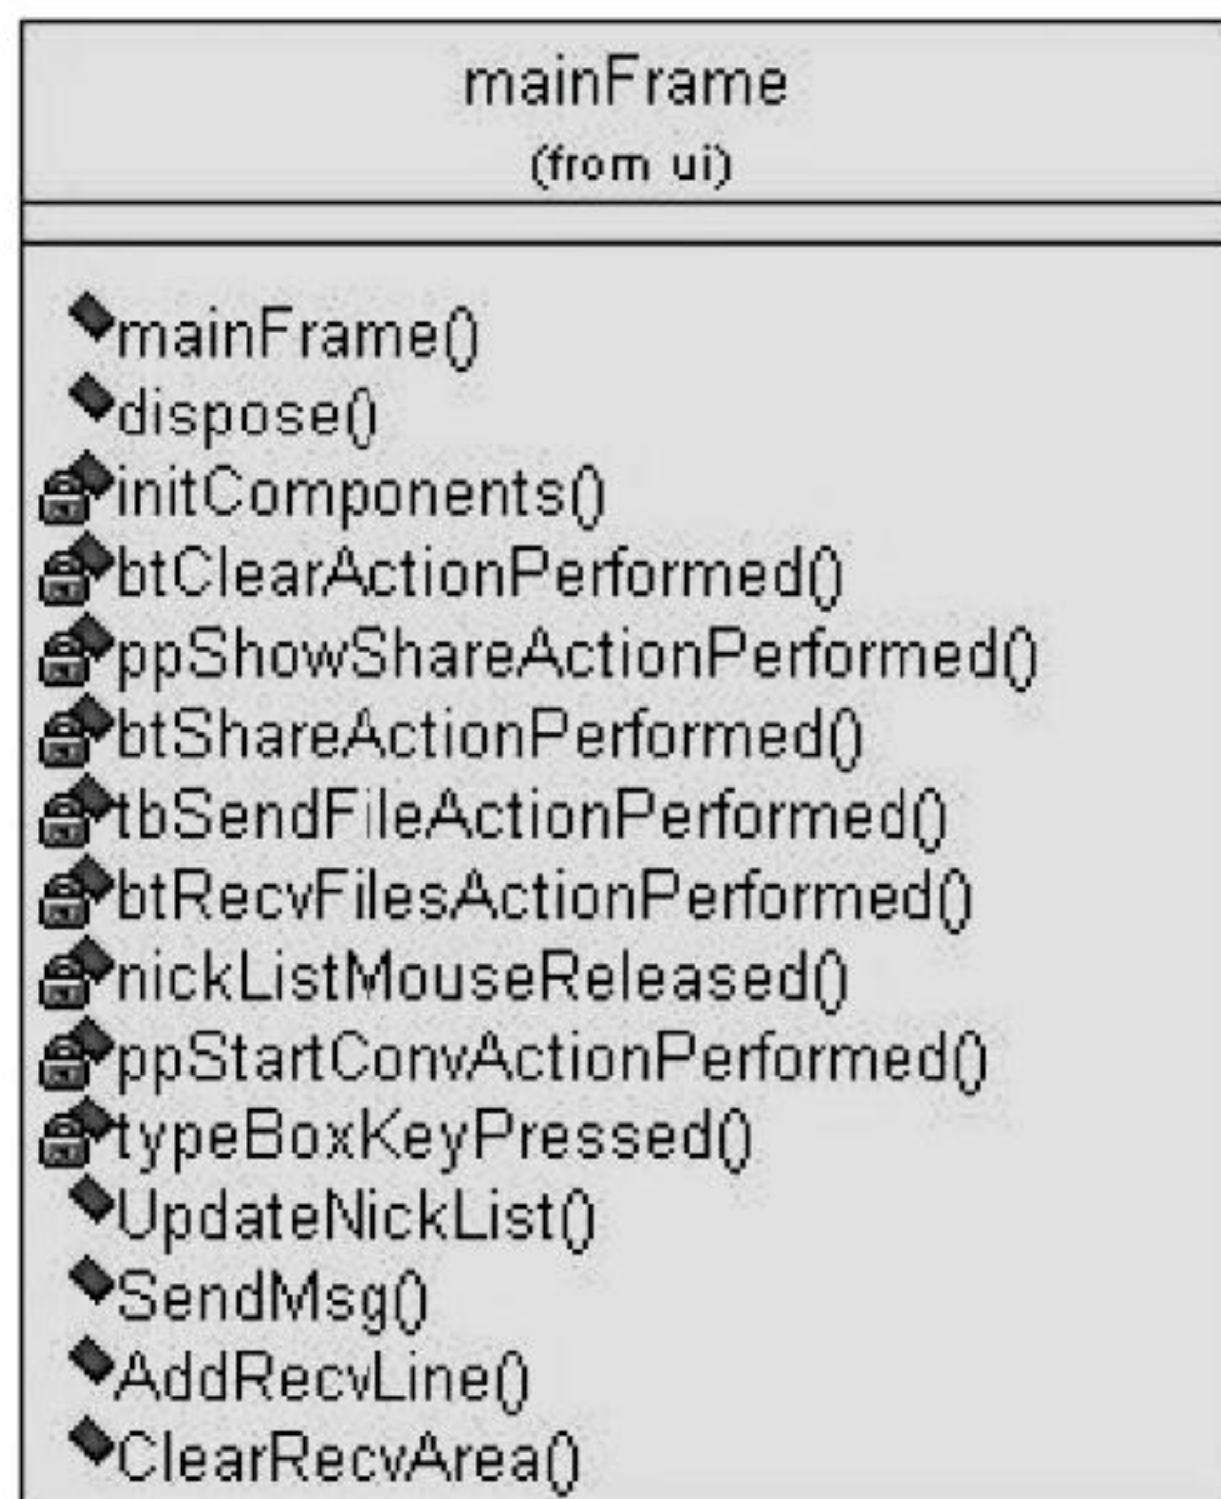 mainFrame
(from ui)
mainFrame()
dispose()
initComponents()
btClearActionPerformed()
ppShowShareActionPerformed()
btShareActionPerformed()
tbSendFileActionPerformed()
btRecvFilesActionPerformed()
nickListMouseReleased()
ppStartConvActionPerformed()
typeBoxKeyPressed()
UpdateNickList()
SendMsg()
AddRecvLine()
ClearRecvArea()